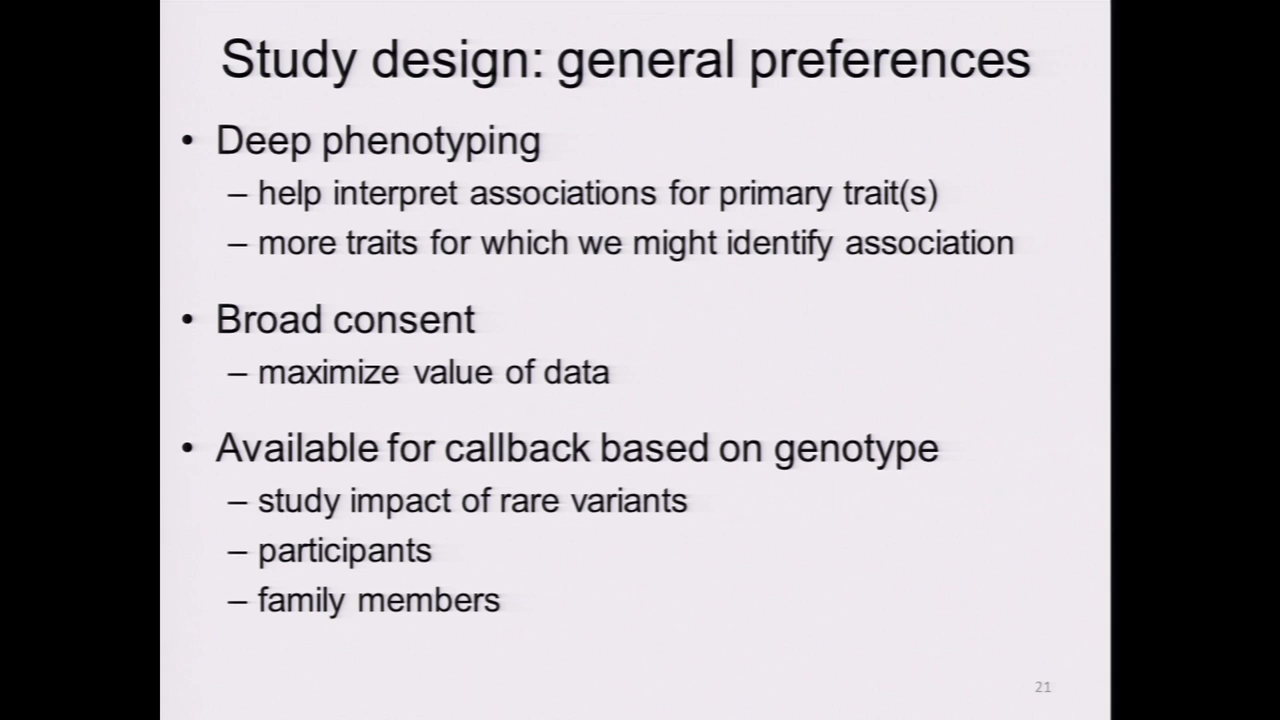 Study design: general preferences
• Deep phenotyping
– help interpret associations for primary trait(s)
– more traits for which we might identify association
• Broad consent
– maximize value of data
• Available for callback based on genotype
– study impact of rare variants
– participants
– family members
21